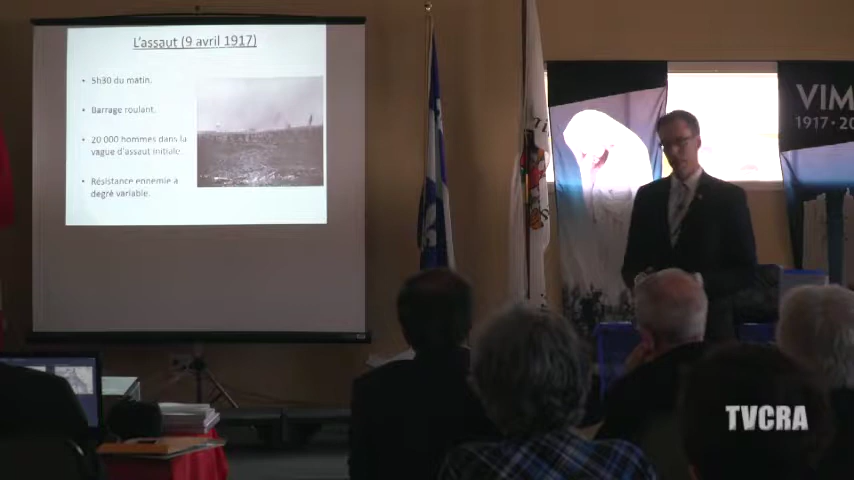 L'assaut (9 avril 1917)
• 5h30 du matin.
• Barrage roulant.
• 20 000 hommes dans la
vague d'assaut initiale.
• Résistance ennemie à
degré variable.
VIM
1917 • 20
TVCRA